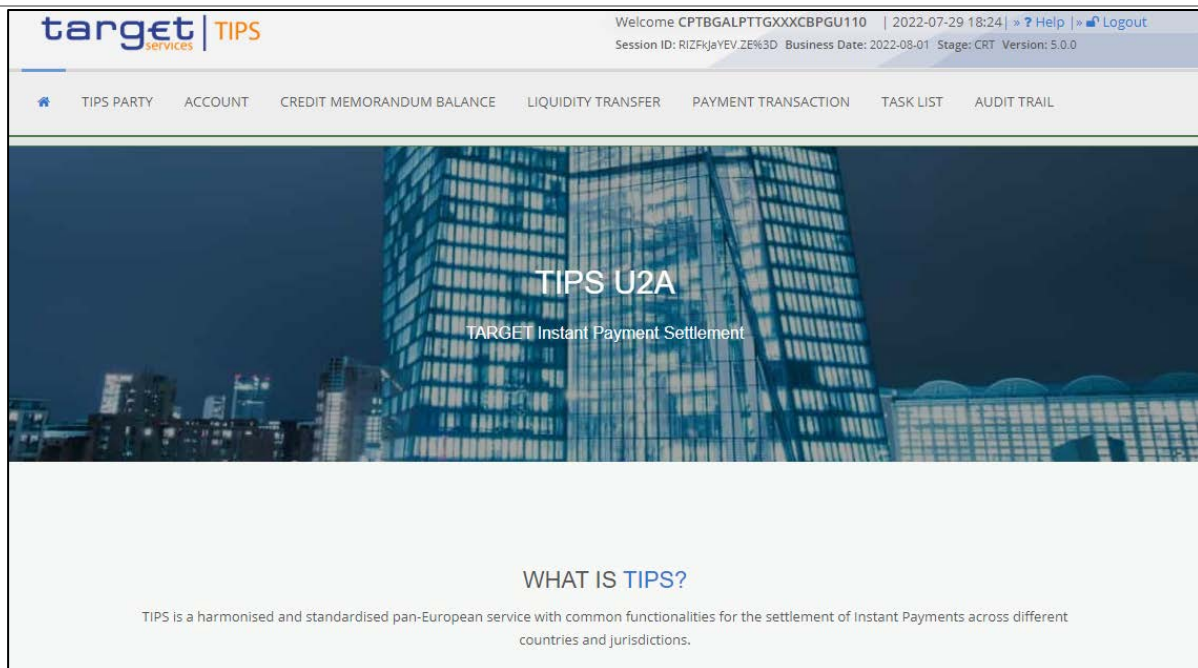 target services | TIPS
Welcome CPTBGALPTTGXXXCBPGU110 | 2022-07-29 18:24| » ? Help |» Logout
Session ID: RIZFkJaYEV.ZE%3D Business Date: 2022-08-01 Stage: CRT Version: 5.0.0
TIPS PARTY ACCOUNT CREDIT MEMORANDUM BALANCE LIQUIDITY TRANSFER PAYMENT TRANSACTION TASK LIST AUDIT TRAIL
TIPS U2A
TARGET Instant Payment Settlement
WHAT IS TIPS?
TIPS is a harmonised and standardised pan-European service with common functionalities for the settlement of Instant Payments across different
countries and jurisdictions.